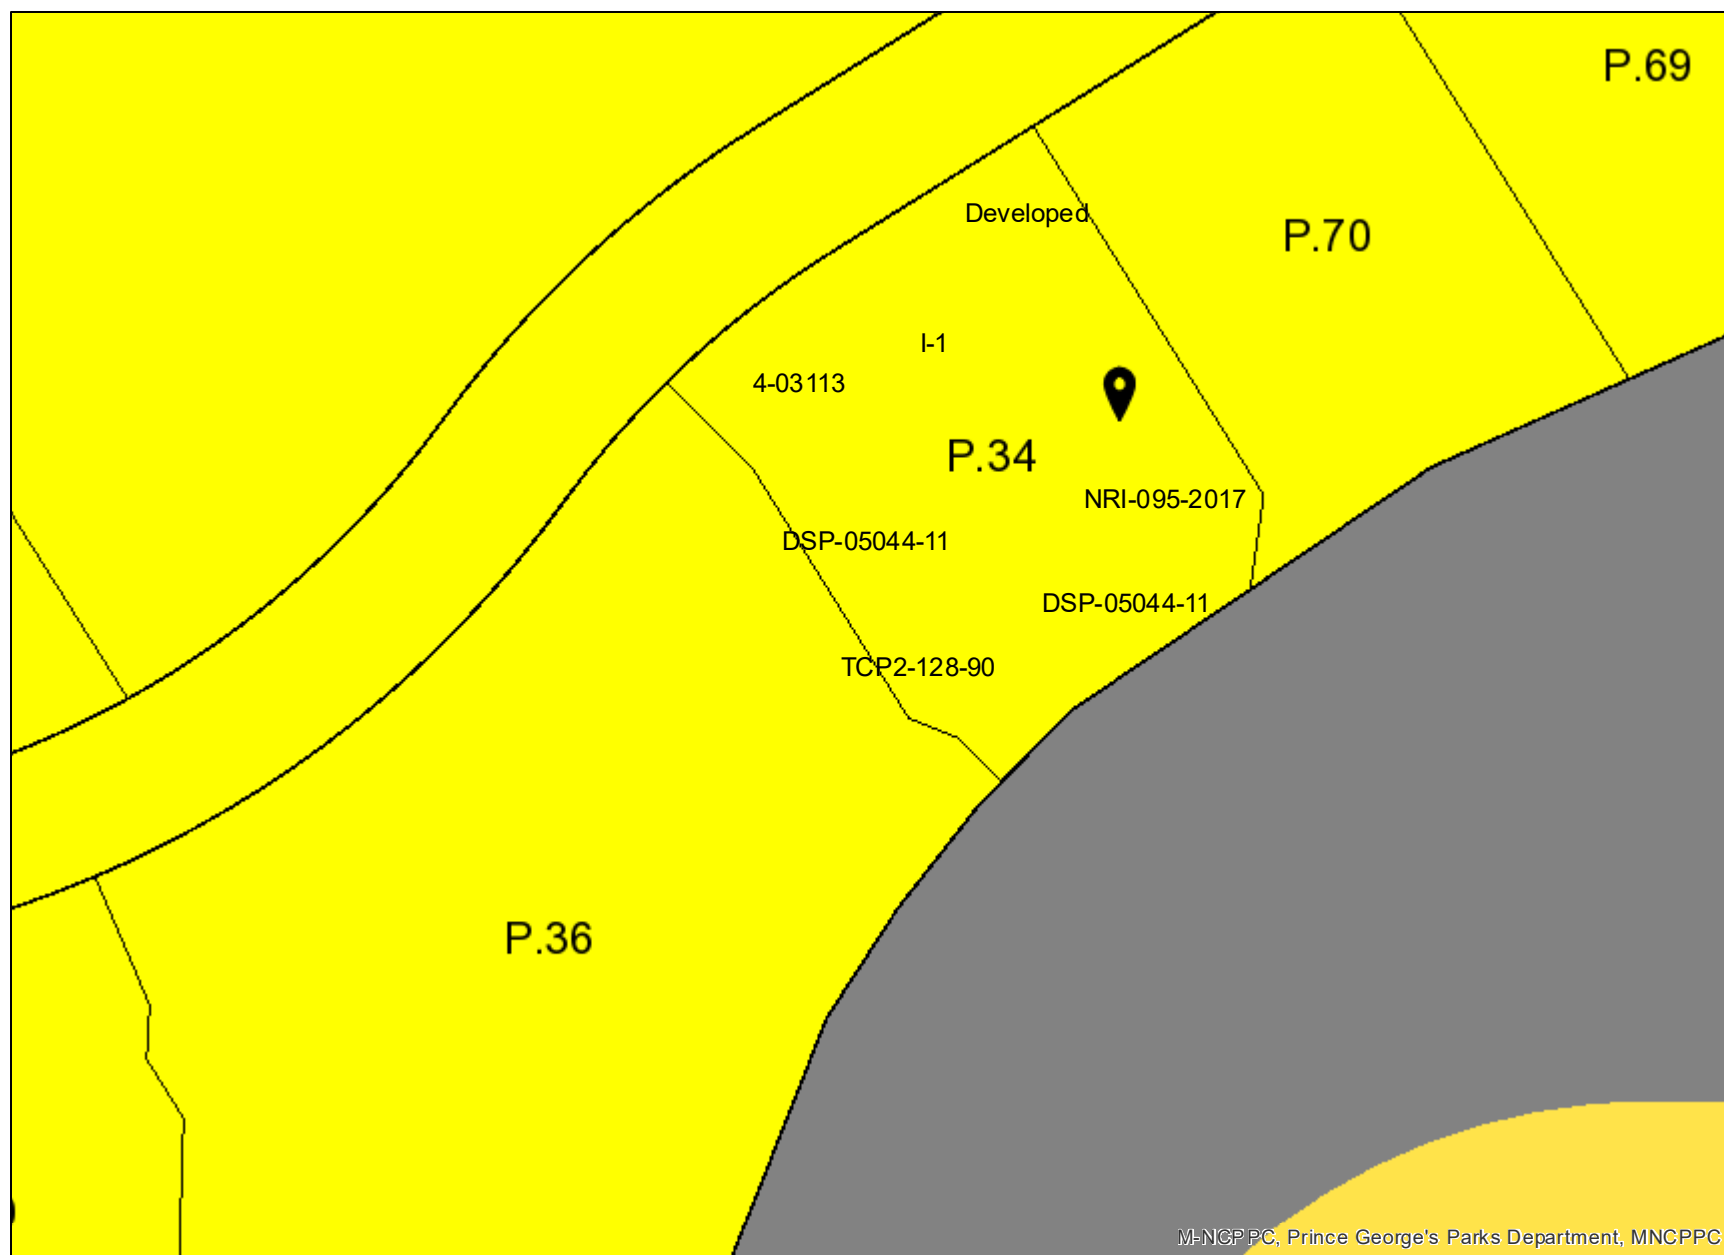 P.69
Developed
P.70
I-1
4-03113
P.34
NRI-095-2017
DSP-05044-11
DSP-05044-11
TCP2-128-90
P.36
M-NCPPC, Prince George's Parks Department, MNCPPC